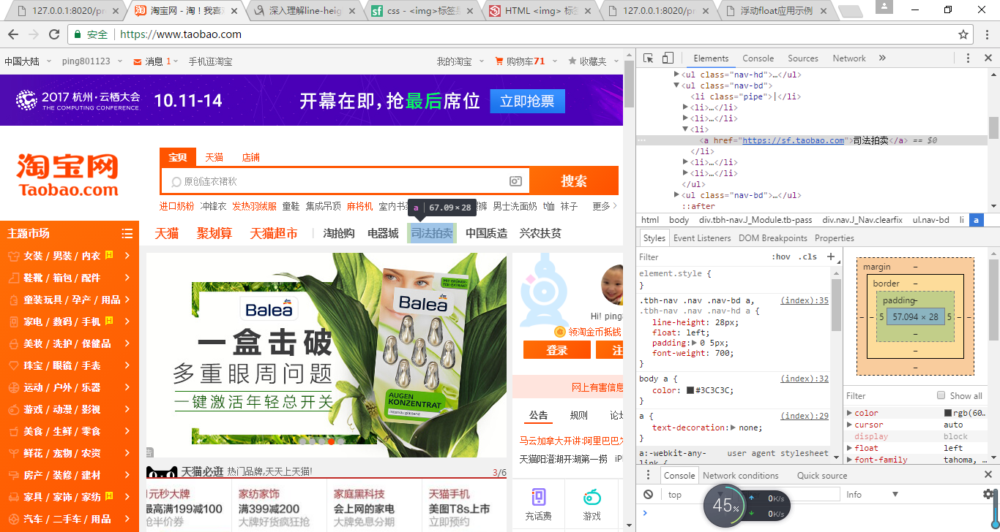 127.0.0.1:8020/pr
淘宝网 - 淘！我喜
深入理解line-heig
css - <img>标签
HTML <img> 标
127.0.0.1:8020/pr
浮动float应用示例
安全 https://www.taobao.com
中国大陆 ping801123 消息 1 手机逛淘宝 我的淘宝 购物车71 收藏夹
2017 杭州·云栖大会
THE COMPUTING CONFERENCE
10.11-14
开幕在即,抢最后席位
立即抢票
淘宝网
Taobao.com
宝贝 天猫 店铺
原创连衣裙秋
搜索
进口奶粉 冲锋衣 发热羽绒服 童鞋 集成吊顶 麻将机 室内书 裤 男士洗面奶 t恤 袜子 更多
a 67.09 × 28
主题市场
天猫 聚划算 天猫超市 | 淘抢购 电器城 司法拍卖 中国质造 兴农扶贫
女装 / 男装 / 内衣
鞋靴 / 箱包 / 配件
童装玩具 / 孕产 / 用品
家电 / 数码 / 手机
美妆 / 洗护 / 保健品
珠宝 / 眼镜 / 手表
运动 / 户外 / 乐器
游戏 / 动漫 / 影视
美食 / 生鲜 / 零食
鲜花 / 宠物 / 农资
房产 / 装修 / 建材
家具 / 家饰 / 家纺
汽车 / 二手车 / 用品
Balea
一盒击破
多重眼周问题
一键激活年轻总开关
MIT GRÜNER-TEE-EXTRAKT
Balea
AUGEN
KONZENTRAT
intensiv glättet
Hi! ping
领淘金币抵钱
登录 注
网上有害信息
公告 规则 论
马云加拿大开讲:阿里巴巴为
天猫阳澄湖开湖第一捞 iP
充话费 游戏
天猫必逛 热门品牌,天天上天猫! 3/6
元秒大牌
最高满199减100
抢半价券
家纺家居
满399减200
大牌好货疯狂抢
家庭黑科技
会上网的家电
大牌免息分期
天猫手机
美图T8s上市
立即预约
Elements Console Sources Network
<ul class="nav-hd">…</ul>
<ul class="nav-bd">
<li class="pipe">|</li>
<li>…</li>
<li>…</li>
<li>
<a href="https://sf.taobao.com">司法拍卖</a> == $0
</li>
<li>…</li>
<li>…</li>
</ul>
<ul class="nav-bd">…</ul>
::after
html body div.tbh-nav.J_Module.tb-pass div.nav.J_Nav.clearfix ul.nav-bd li a
Styles Event Listeners DOM Breakpoints Properties
Filter :hov .cls +
element.style {
}
.tbh-nav .nav .nav-bd a, (index):35
.tbh-nav .nav .nav-hd a {
line-height: 28px;
float: left;
padding: 0 5px;
font-weight: 700;
}
body a { (index):32
color: #3C3C3C;
}
a { (index):29
text-decoration: none;
}
a:-webkit-any- user agent stylesheet
link {
margin –
border –
padding –
– – 5 57.094 × 28 5 – –
–
–
–
Filter Show all
color rgb(60…
cursor auto
display block
float left
font-family tahoma,
Console Network conditions Quick source
top Info
45%
0K/s
0K/s